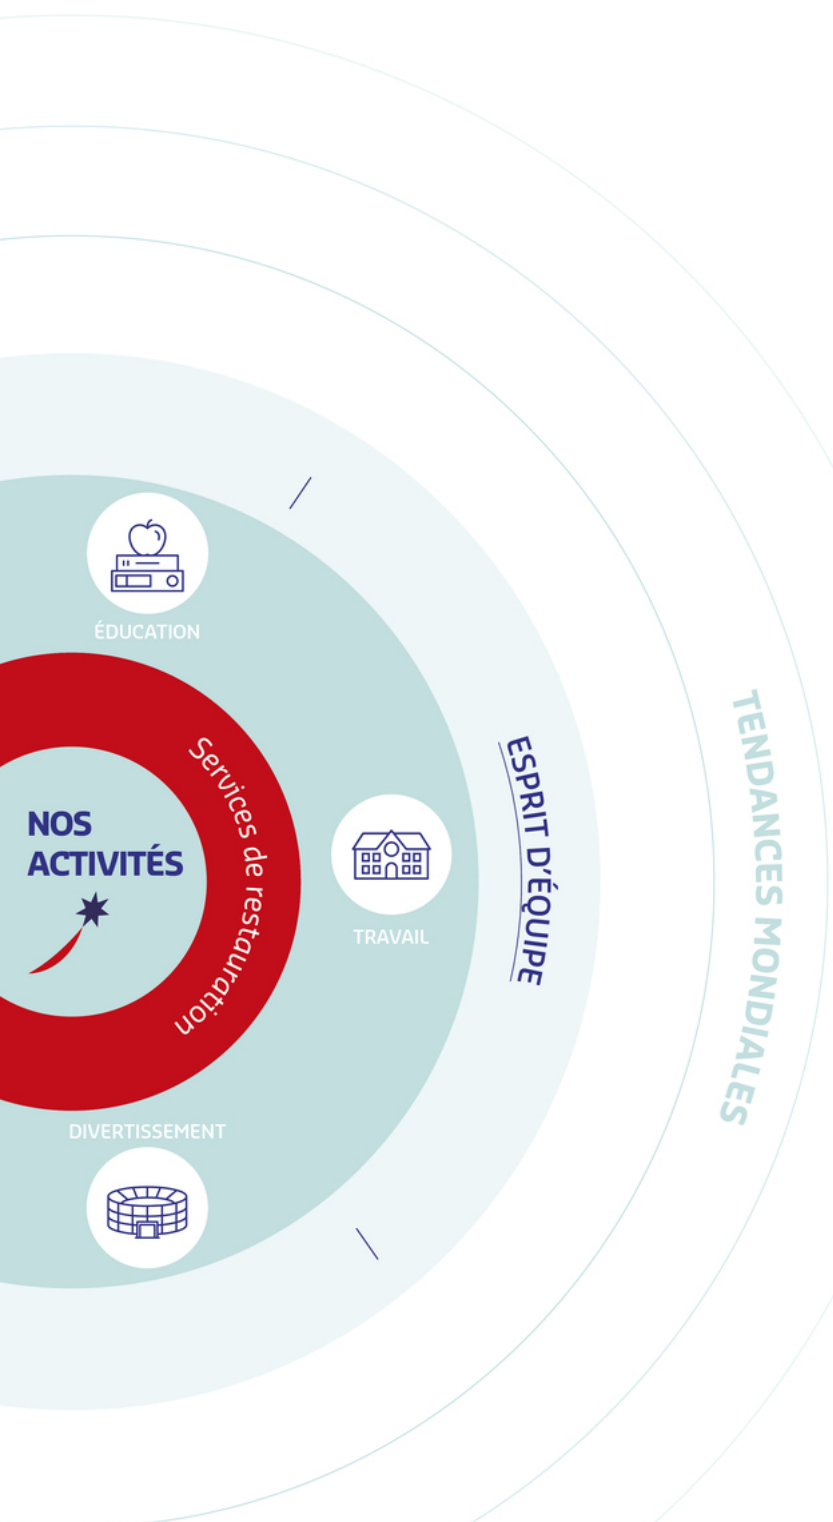 ÉDUCATION
Services de restauration
NOS
ACTIVITÉS
TRAVAIL
DIVERTISSEMENT
ESPRIT D'ÉQUIPE
TENDANCES MONDIALES